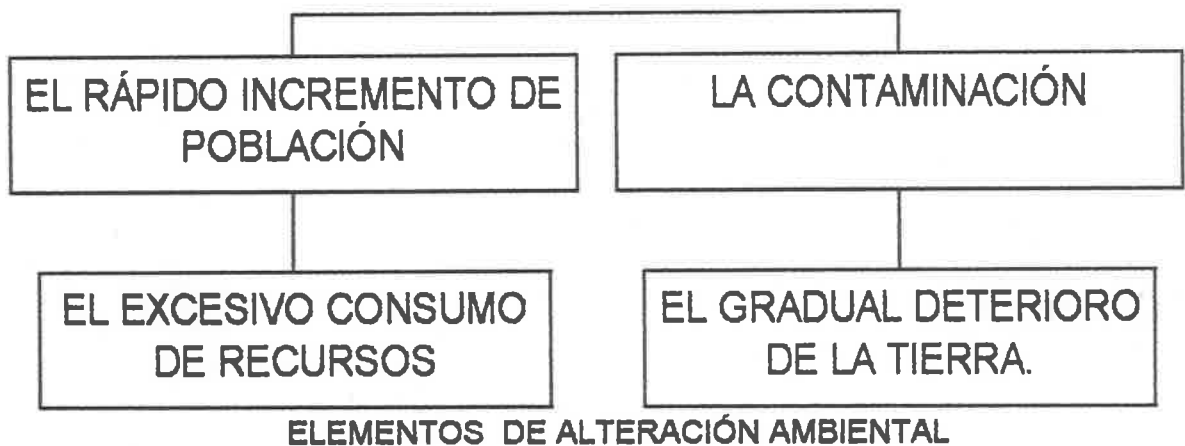 EL RÁPIDO INCREMENTO DE
POBLACIÓN
LA CONTAMINACIÓN
EL EXCESIVO CONSUMO
DE RECURSOS
EL GRADUAL DETERIORO
DE LA TIERRA.
ELEMENTOS DE ALTERACIÓN AMBIENTAL